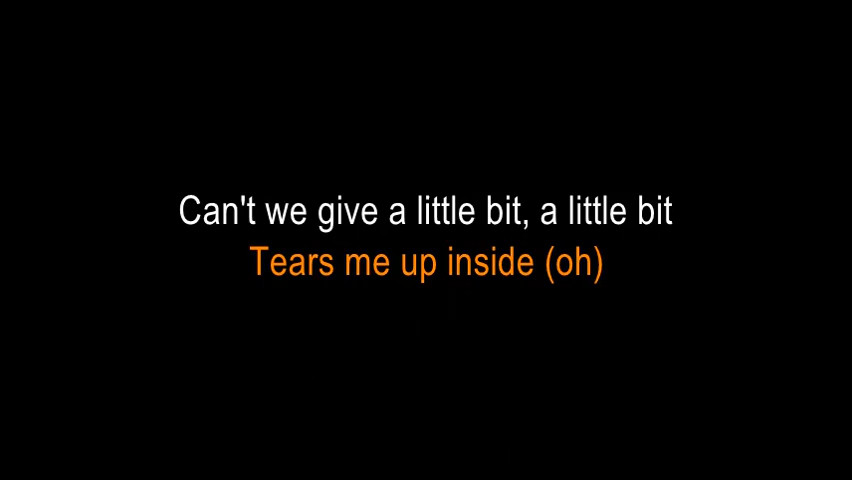 Can't we give a little bit, a little bit
Tears me up inside (oh)